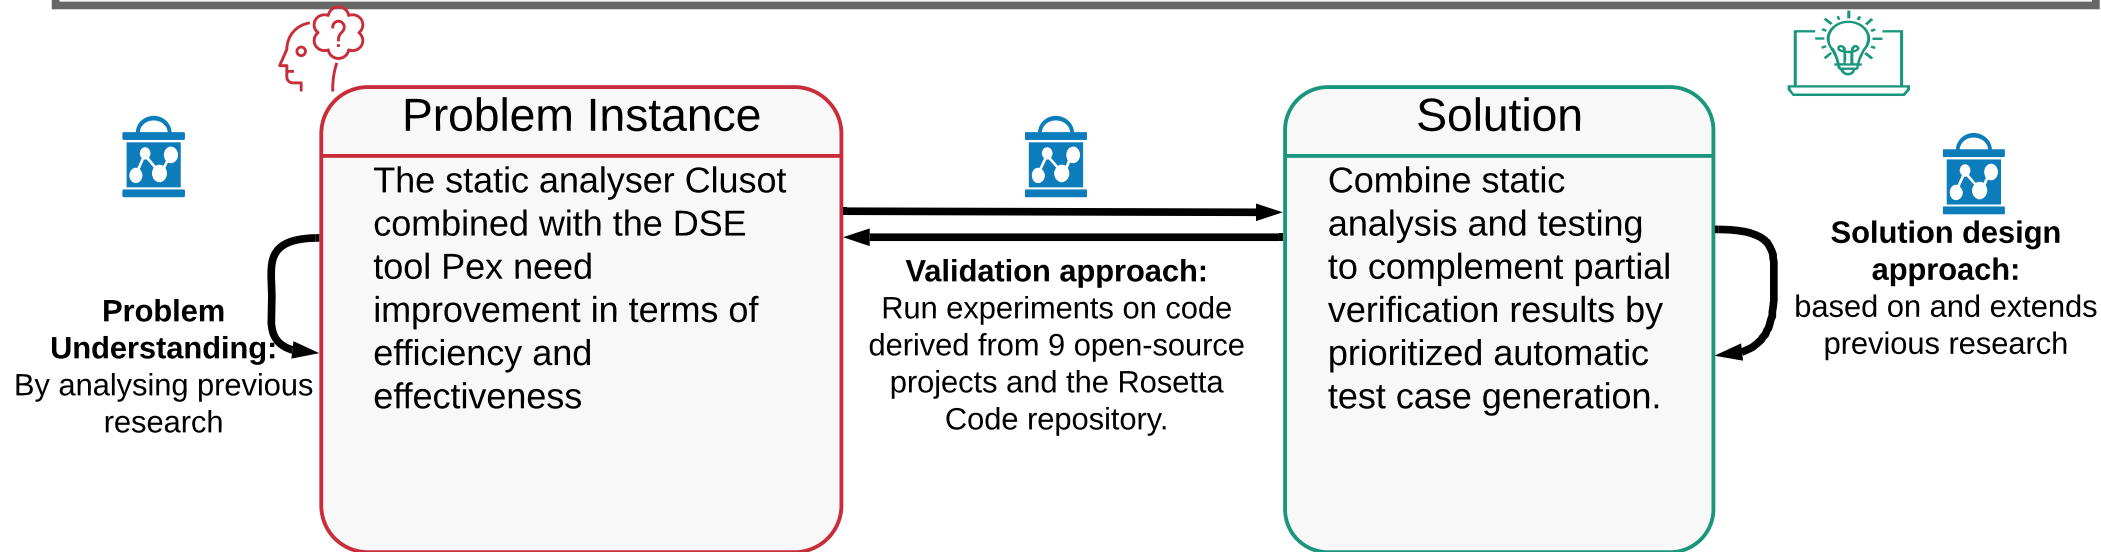 ?
Problem Instance
The static analyser Clusot
combined with the DSE
tool Pex need
improvement in terms of
efficiency and
effectiveness
Problem
Understanding:
By analysing previous
research
Validation approach:
Run experiments on code
derived from 9 open-source
projects and the Rosetta
Code repository.
Solution
Combine static
analysis and testing
to complement partial
verification results by
prioritized automatic
test case generation.
Solution design
approach:
based on and extends
previous research